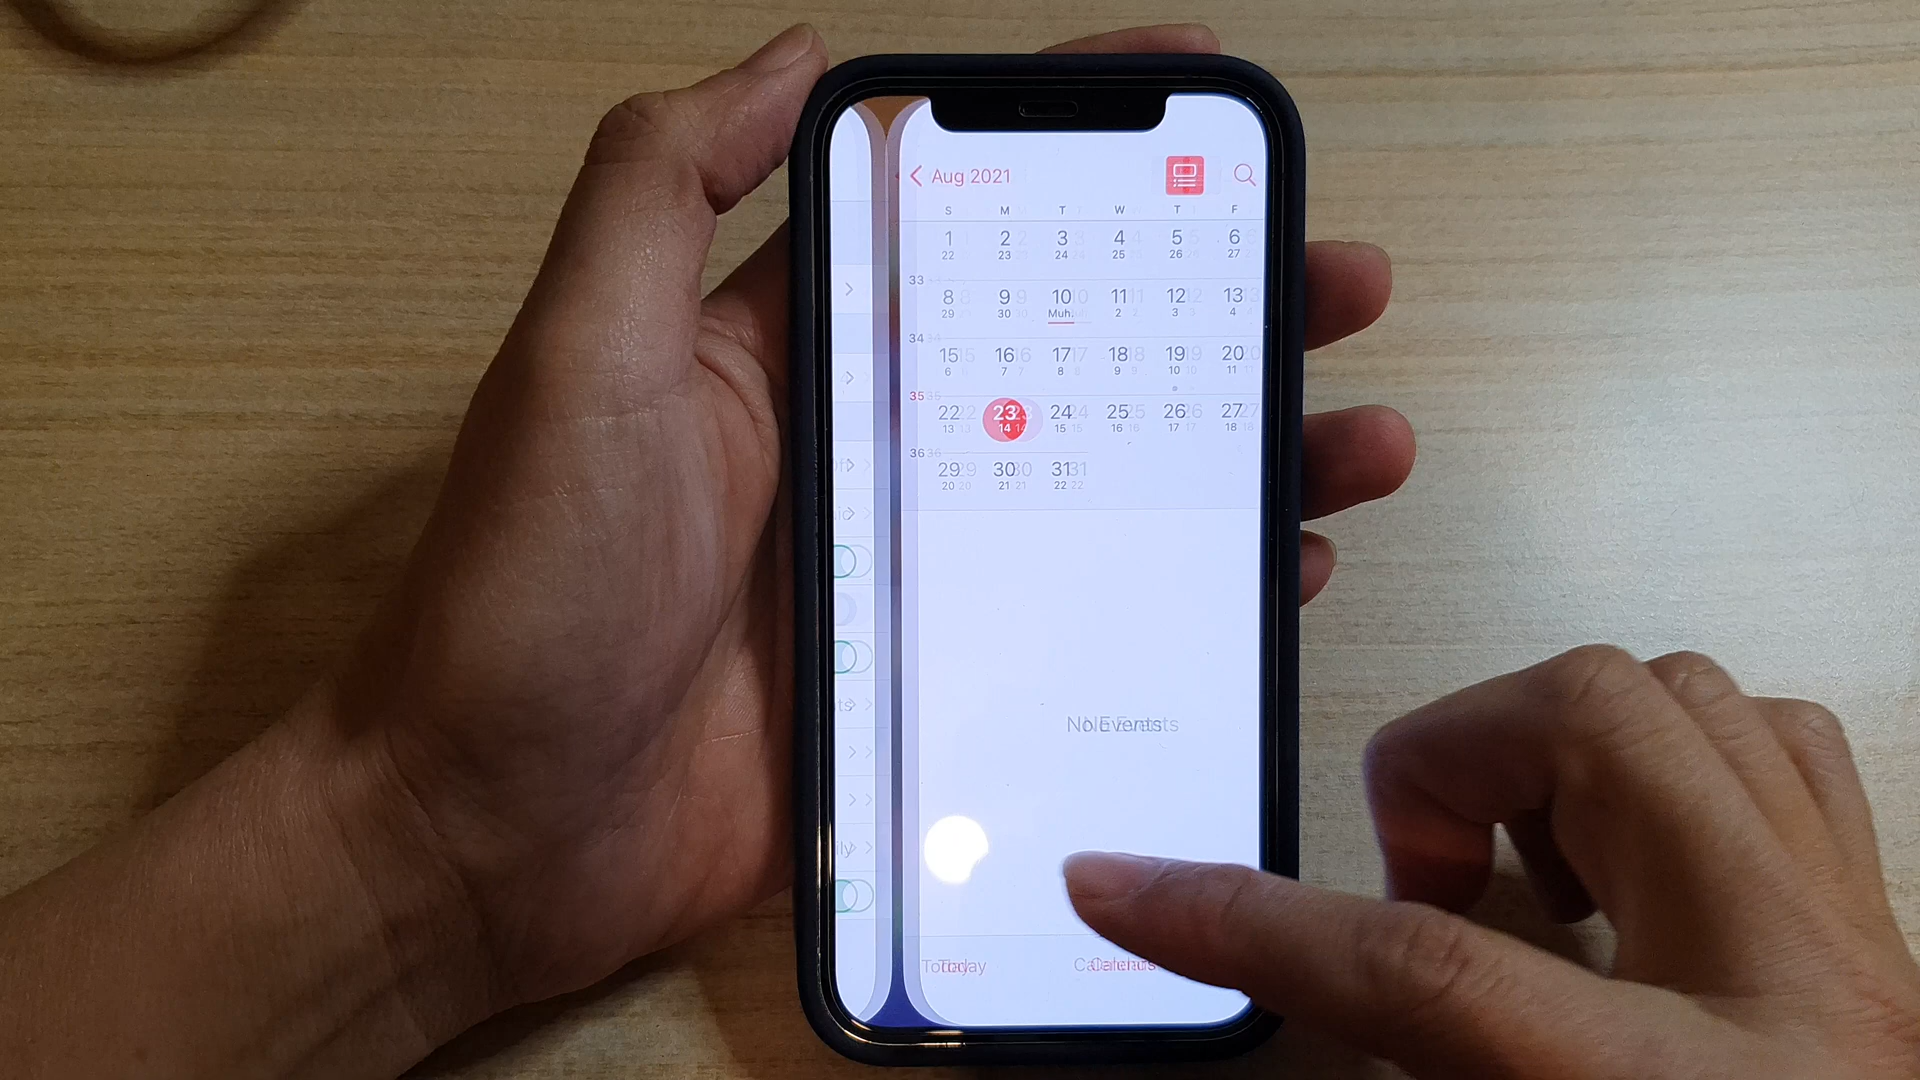 Aug 2021
S M T W T F
1 2 3 4 5 6
22 23 24 25 26 27
33
8 9 10 11 12 13
29 30 Muh. 2 3 4
34
15 16 17 18 19 20
6 7 8 9 10 11
35
22 23 24 25 26 27
13 14 15 16 17 18
36
29 30 31
20 21 22
No Events
Today Calendars